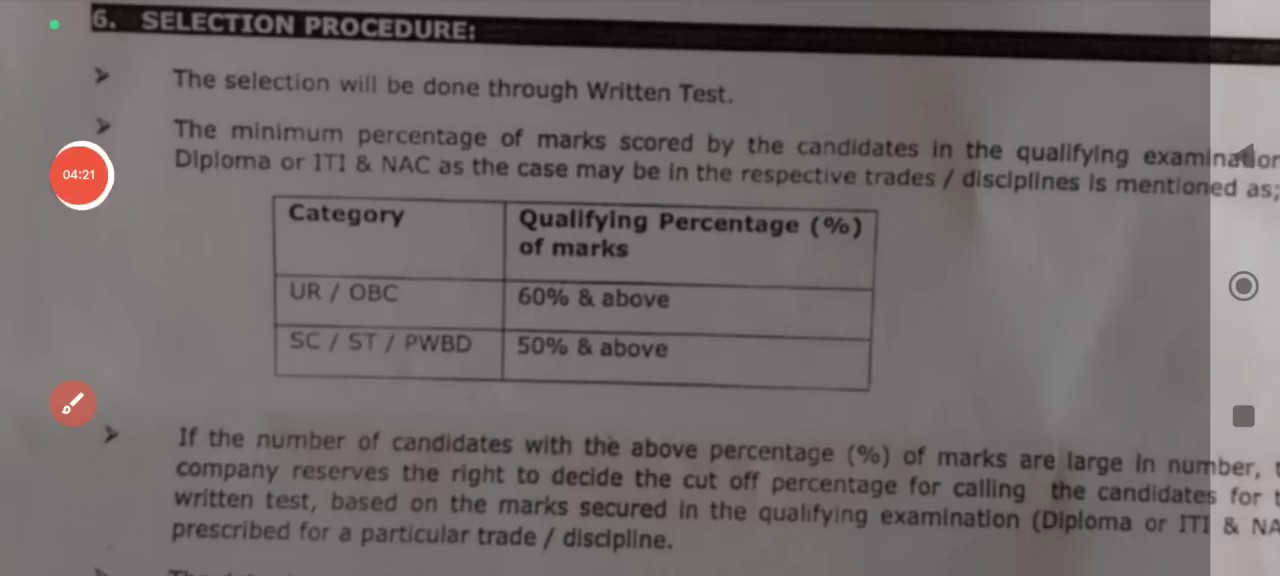 6. SELECTION PROCEDURE:
➢ The selection will be done through Written Test.
➢ The minimum percentage of marks scored by the candidates in the qualifying examination
Diploma or ITI & NAC as the case may be in the respective trades / disciplines is mentioned as;
04:21
Category Qualifying Percentage (%)
of marks
UR / OBC 60% & above
SC / ST / PWBD 50% & above
➢ If the number of candidates with the above percentage (%) of marks are large in number,
company reserves the right to decide the cut off percentage for calling the candidates for
written test, based on the marks secured in the qualifying examination (Diploma or ITI & NA
prescribed for a particular trade / discipline.